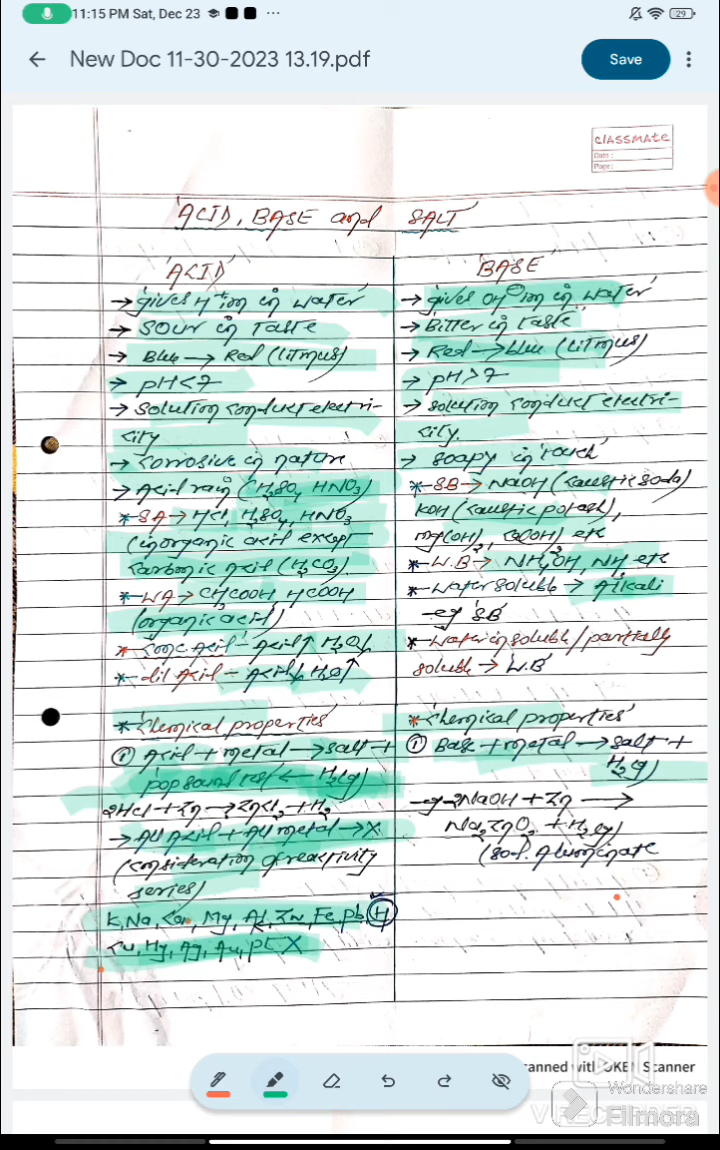 11:15 PM Sat, Dec 23
29
New Doc 11-30-2023 13.19.pdf
Save
classmate
Date :
Page :
ACID, BASE and SALT
ACID
→ gives H+ ion in water
→ Sour in taste
→ Blue → Red (Litmus)
→ pH<7
→ Solution conduct electri-
city
→ corrosive in nature
→ Acid rain (H2SO4 HNO3)
* SA → HCl H2SO4, HNO3
(inorganic acid except
carbonic Acid (H2CO3)
* WA → CH3COOH, HCOOH
(organic acid)
* conc Acid - Acid↑ H2O↓
* dil Acid - Acid↓ H2O↑
* Chemical properties
① Acid + metal → salt +
pop sound test ← H2(g)
2HCl + Zn → ZnCl2 + H2
→ All Acid + All metal → X
(consideration of reactivity
series)
K, Na, Ca, Mg, Al, Zn, Fe, Pb, H
Cu, Hg, Ag, Au, Pt X
BASE
→ gives OH⊖ ion in water
→ Bitter in taste
→ Red → blue (Litmus)
→ pH>7
→ solution conduct electri-
city.
→ soapy in touch
* SB → NaOH (caustic soda)
KOH (caustic potash),
Mg(OH)2 etc
* W.B → NH4OH, NH3 etc
* Water soluble → Alkali
eg SB
* Water insoluble / partially
soluble → W.B
* Chemical properties
① Base + metal → salt +
H2(g)
eg 2NaOH + Zn →
Na2ZnO2 + H2(g)
(sod. Aluminate
Scanned with OKEN Scanner
Wondershare
Filmora